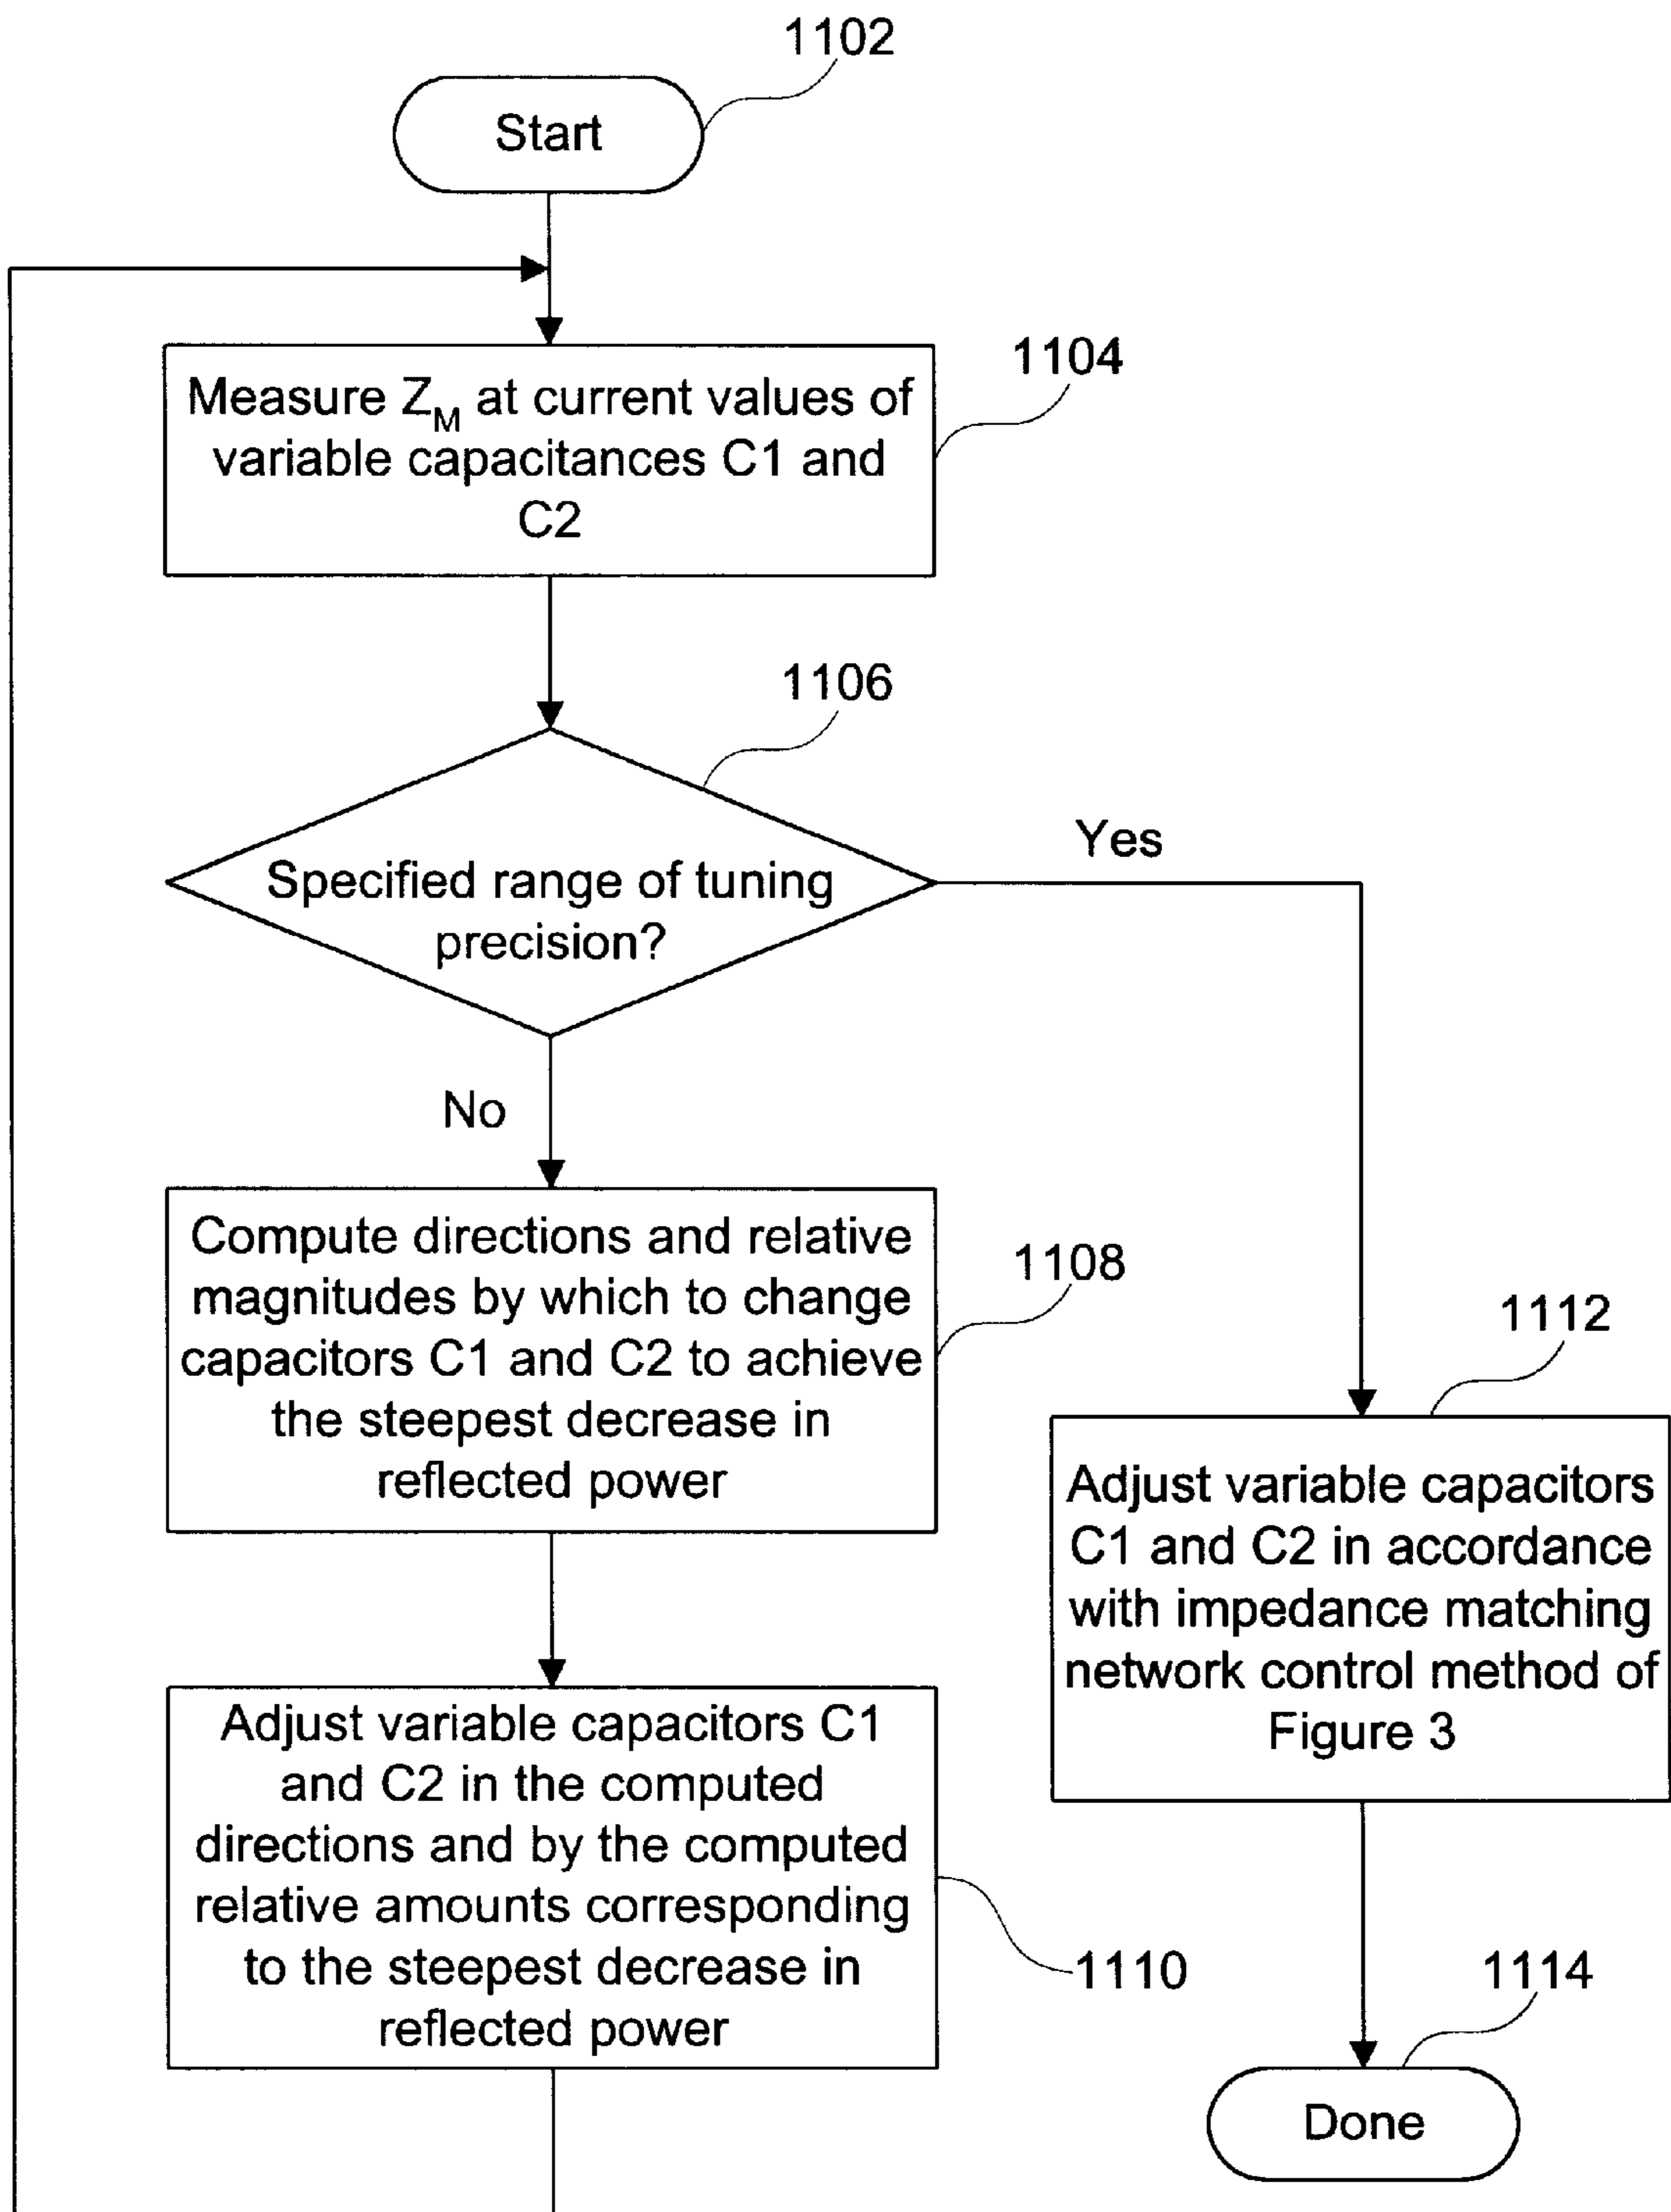 1102
Start
1104
Measure ZM at current values of
variable capacitances C1 and
C2
1106
Yes
Specified range of tuning
precision?
No
1108
Compute directions and relative
magnitudes by which to change
capacitors C1 and C2 to achieve
the steepest decrease in
reflected power
1112
Adjust variable capacitors
C1 and C2 in accordance
with impedance matching
network control method of
Figure 3
Adjust variable capacitors C1
and C2 in the computed
directions and by the computed
relative amounts corresponding
to the steepest decrease in
reflected power
1110
1114
Done